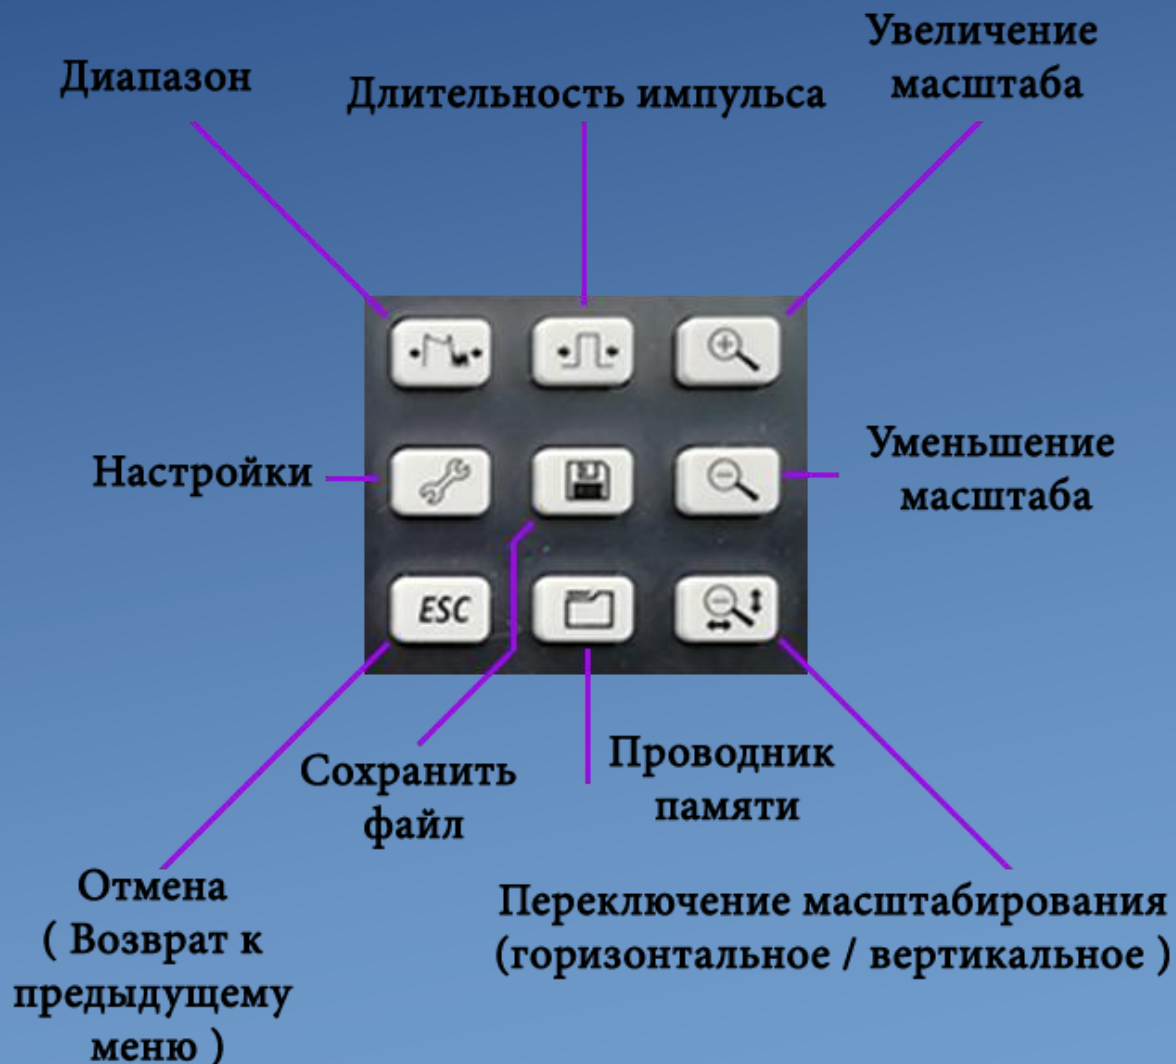 Диапазон
Длительность импульса
Увеличение
масштаба
Настройки
Уменьшение
масштаба
ESC
Сохранить
файл
Проводник
памяти
Отмена
( Возврат к
предыдущему
меню )
Переключение масштабирования
(горизонтальное / вертикальное )